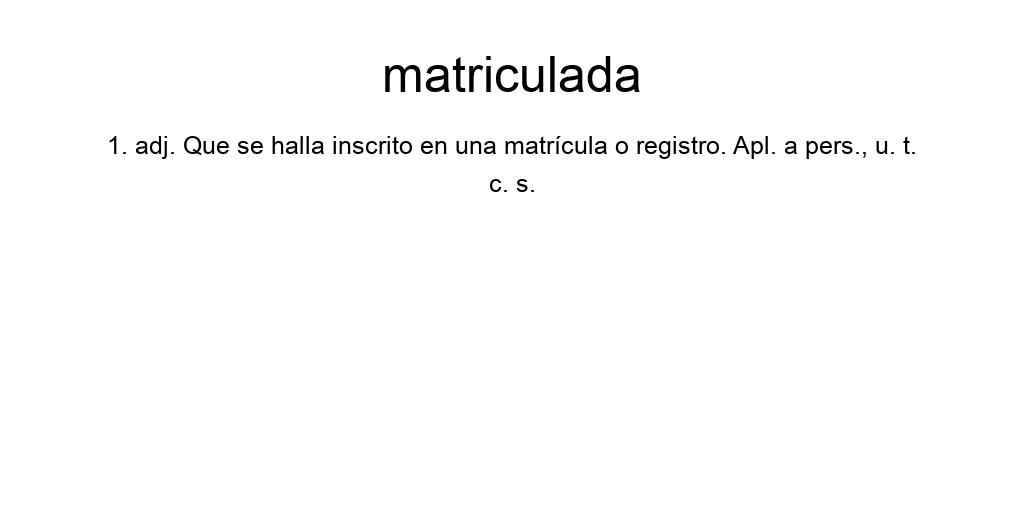 matriculada
1. adj. Que se halla inscrito en una matrícula o registro. Apl. a pers., u. t.
c. s.